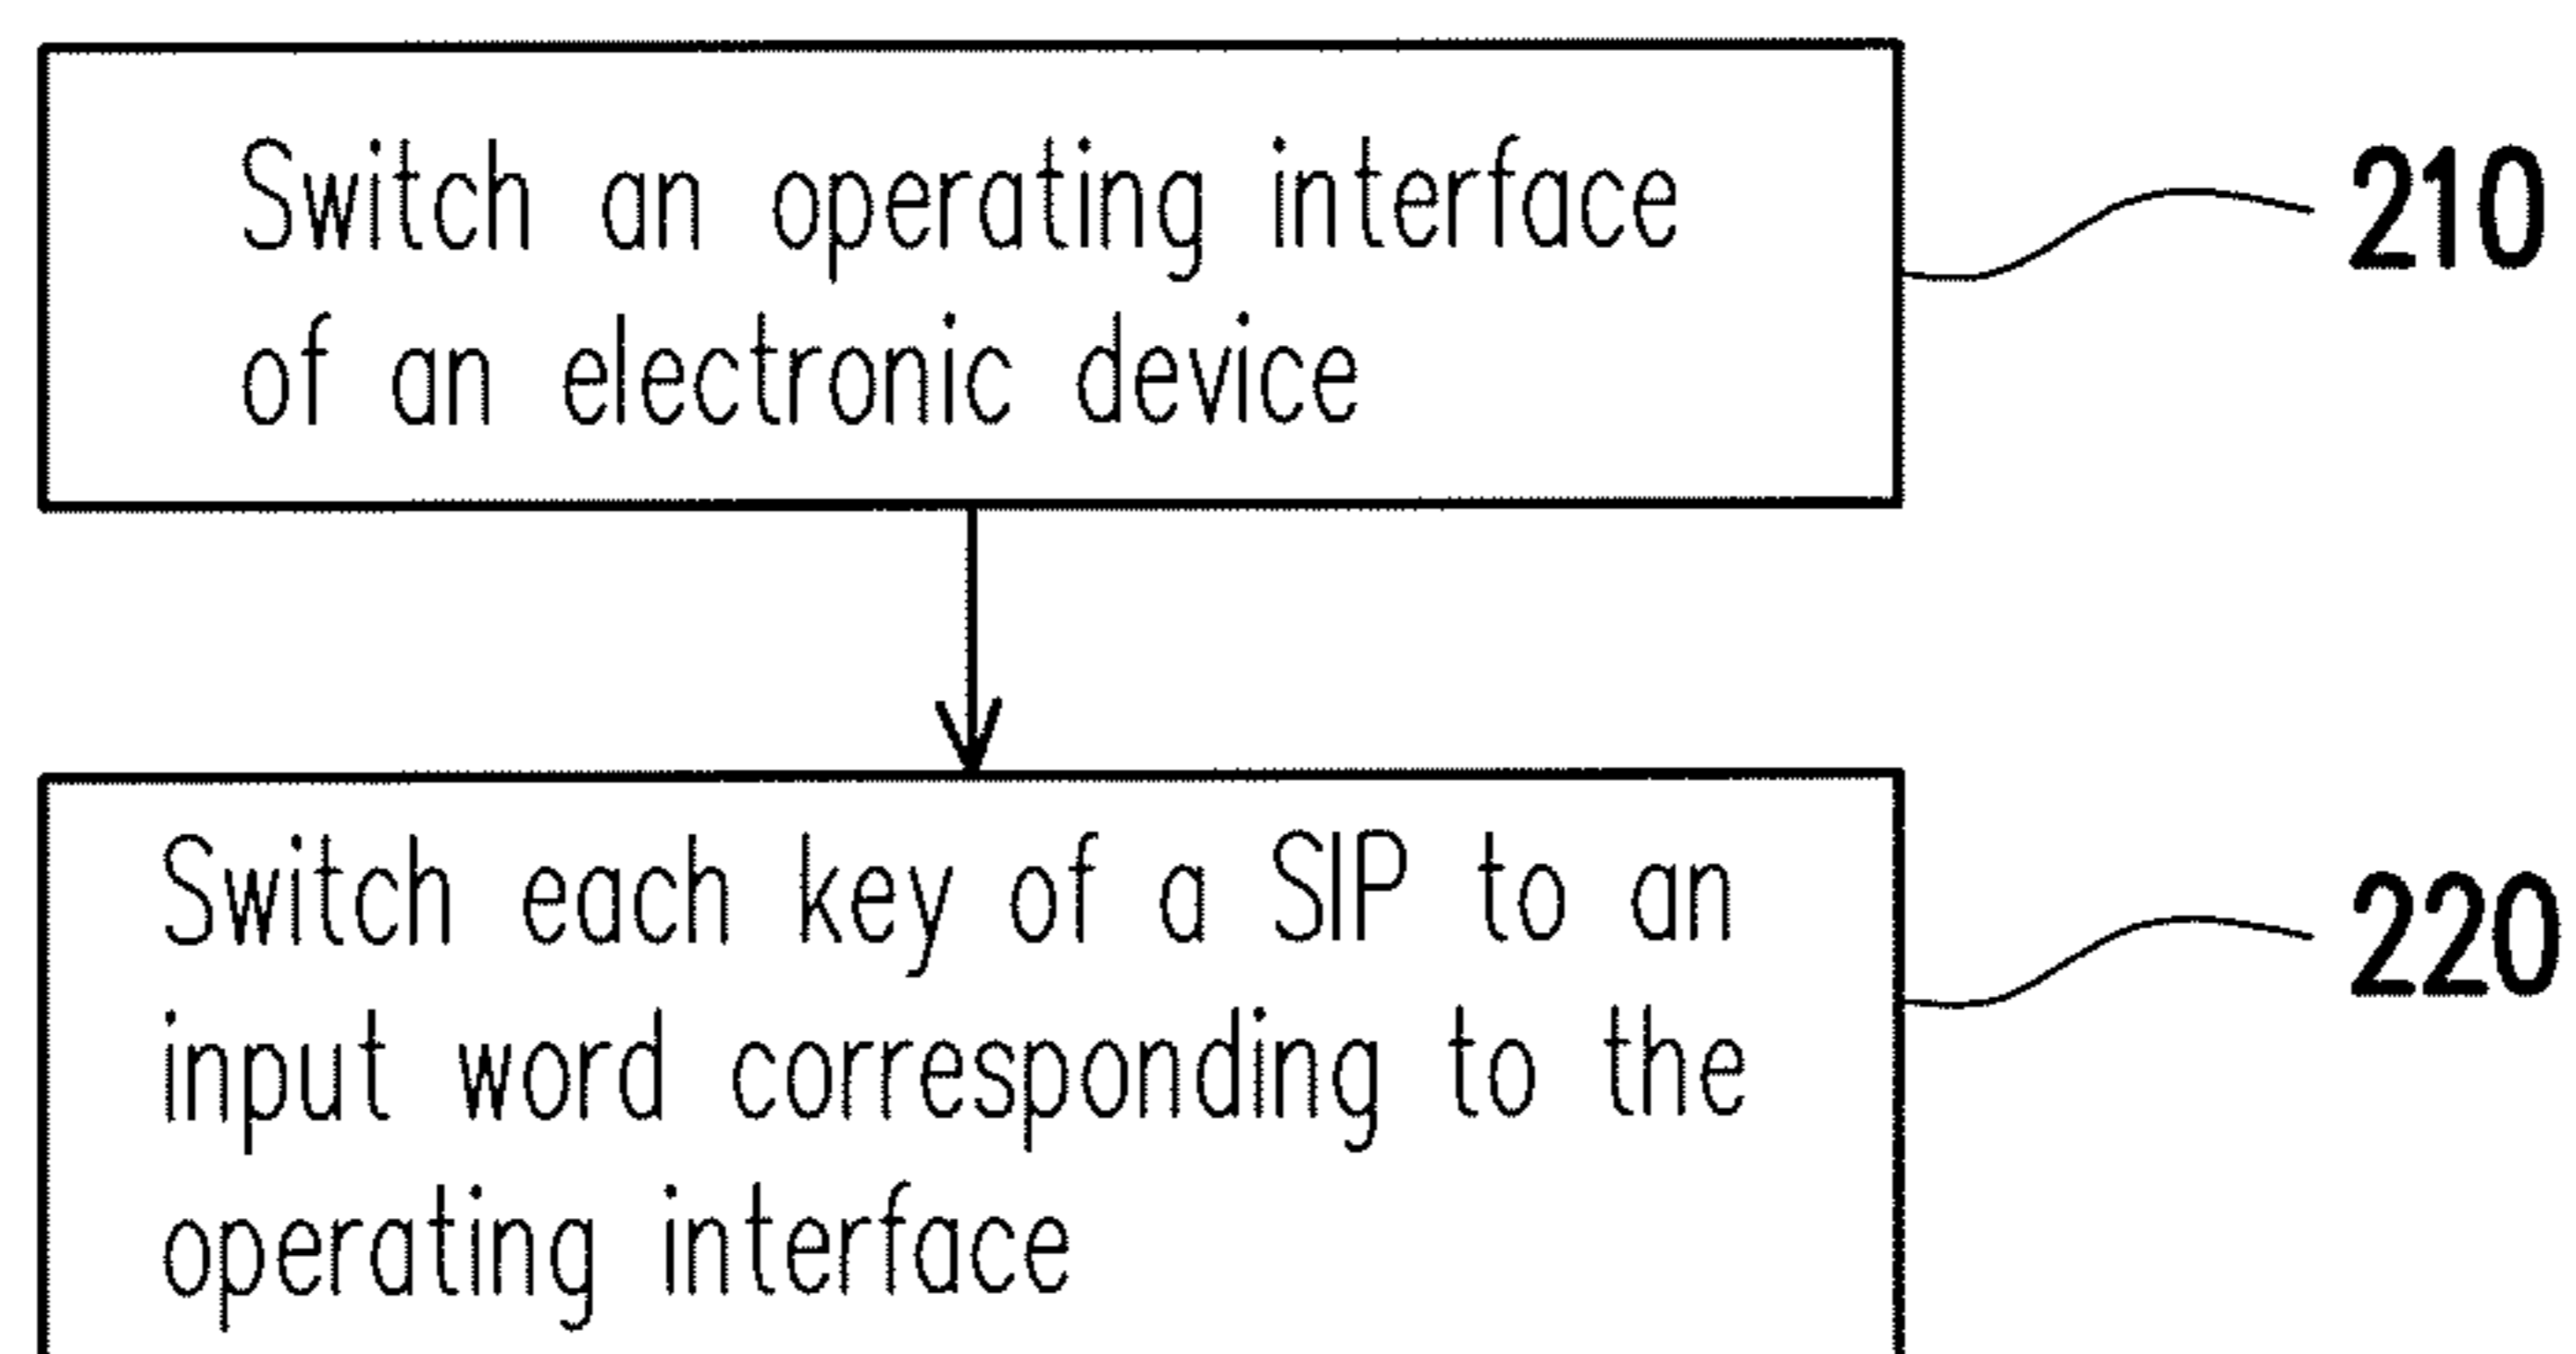 Switch an operating interface
of an electronic device
210
Switch each key of a SIP to an
input word corresponding to the
operating interface
220